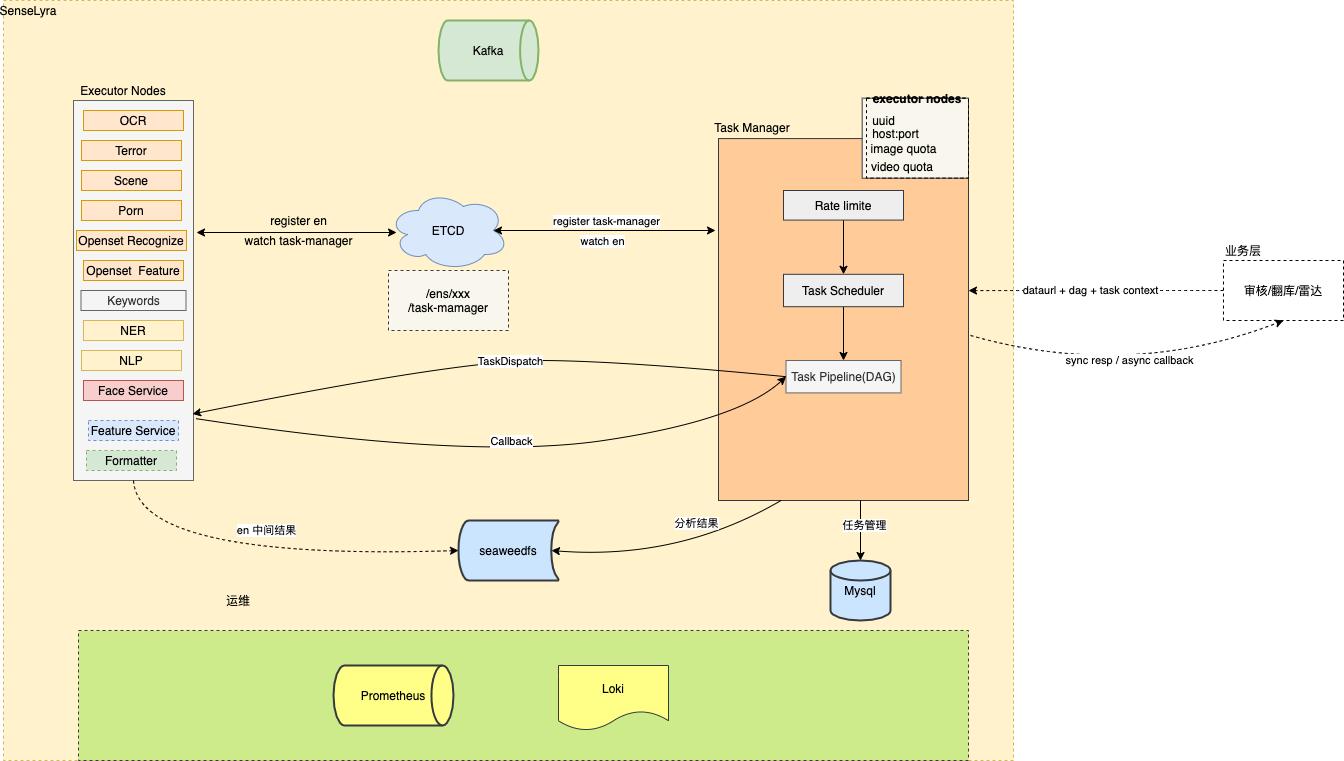 SenseLyra
Kafka
Executor Nodes
OCR
Terror
Scene
Porn
Openset Recognize
Openset Feature
Keywords
NER
NLP
Face Service
Feature Service
Formatter
register en
watch task-manager
ETCD
/ens/xxx
/task-mamager
register task-manager
watch en
Task Manager
executor nodes
uuid
host:port
image quota
video quota
Rate limite
Task Scheduler
Task Pipeline(DAG)
TaskDispatch
Callback
业务层
审核/翻库/雷达
dataurl + dag + task context
sync resp / async callback
en 中间结果
seaweedfs
分析结果
任务管理
Mysql
运维
Prometheus
Loki